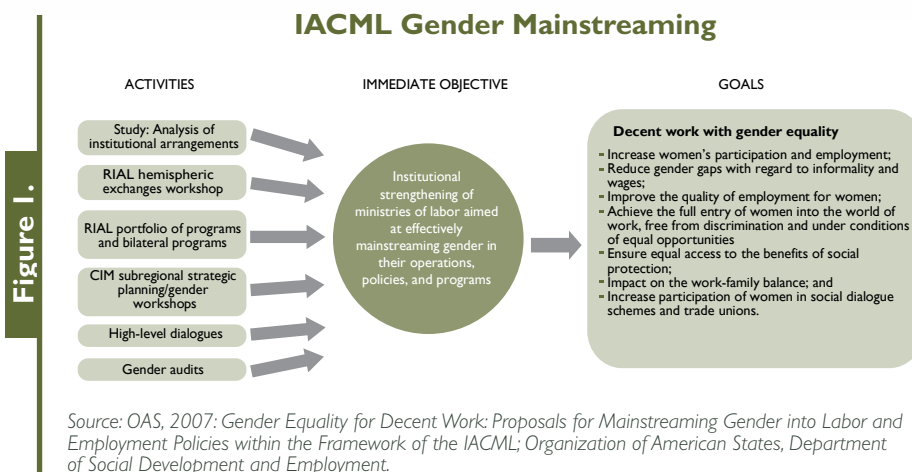 IACML Gender Mainstreaming
Figure 1.
ACTIVITIES
IMMEDIATE OBJECTIVE
GOALS
Study: Analysis of
institutional arrangements
RIAL hemispheric
exchanges workshop
RIAL portfolio of programs
and bilateral programs
CIM subregional strategic
planning/gender
workshops
High-level dialogues
Gender audits
Institutional
strengthening of
ministries of labor aimed
at effectively
mainstreaming gender in
their operations,
policies, and programs
Decent work with gender equality
- Increase women's participation and employment;
- Reduce gender gaps with regard to informality and
wages;
- Improve the quality of employment for women;
- Achieve the full entry of women into the world of
work, free from discrimination and under conditions
of equal opportunities
- Ensure equal access to the benefits of social
protection;
- Impact on the work-family balance; and
- Increase participation of women in social dialogue
schemes and trade unions.
Source: OAS, 2007: Gender Equality for Decent Work: Proposals for Mainstreaming Gender into Labor and
Employment Policies within the Framework of the IACML; Organization of American States, Department
of Social Development and Employment.